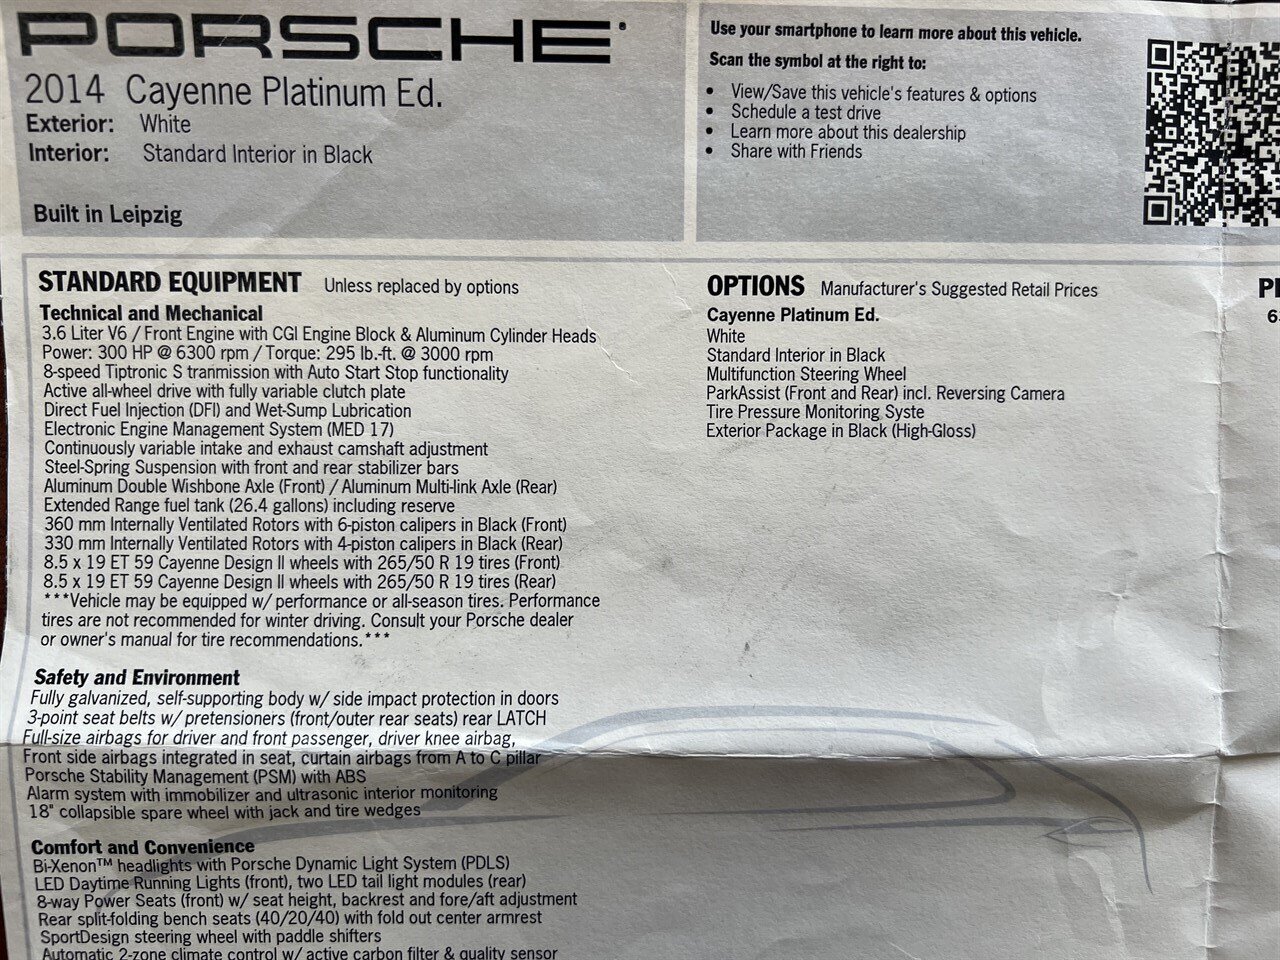 PORSCHE
2014 Cayenne Platinum Ed.
Exterior: White
Interior: Standard Interior in Black
Built in Leipzig
Use your smartphone to learn more about this vehicle.
Scan the symbol at the right to:
• View/Save this vehicle's features & options
• Schedule a test drive
• Learn more about this dealership
• Share with Friends
STANDARD EQUIPMENT Unless replaced by options
Technical and Mechanical
3.6 Liter V6 / Front Engine with CGI Engine Block & Aluminum Cylinder Heads
Power: 300 HP @ 6300 rpm / Torque: 295 lb.-ft. @ 3000 rpm
8-speed Tiptronic S tranmission with Auto Start Stop functionality
Active all-wheel drive with fully variable clutch plate
Direct Fuel Injection (DFI) and Wet-Sump Lubrication
Electronic Engine Management System (MED 17)
Continuously variable intake and exhaust camshaft adjustment
Steel-Spring Suspension with front and rear stabilizer bars
Aluminum Double Wishbone Axle (Front) / Aluminum Multi-link Axle (Rear)
Extended Range fuel tank (26.4 gallons) including reserve
360 mm Internally Ventilated Rotors with 6-piston calipers in Black (Front)
330 mm Internally Ventilated Rotors with 4-piston calipers in Black (Rear)
8.5 x 19 ET 59 Cayenne Design II wheels with 265/50 R 19 tires (Front)
8.5 x 19 ET 59 Cayenne Design II wheels with 265/50 R 19 tires (Rear)
***Vehicle may be equipped w/ performance or all-season tires. Performance
tires are not recommended for winter driving. Consult your Porsche dealer
or owner's manual for tire recommendations.***
Safety and Environment
Fully galvanized, self-supporting body w/ side impact protection in doors
3-point seat belts w/ pretensioners (front/outer rear seats) rear LATCH
Full-size airbags for driver and front passenger, driver knee airbag,
Front side airbags integrated in seat, curtain airbags from A to C pillar
Porsche Stability Management (PSM) with ABS
Alarm system with immobilizer and ultrasonic interior monitoring
18" collapsible spare wheel with jack and tire wedges
Comfort and Convenience
Bi-Xenon™ headlights with Porsche Dynamic Light System (PDLS)
LED Daytime Running Lights (front), two LED tail light modules (rear)
8-way Power Seats (front) w/ seat height, backrest and fore/aft adjustment
Rear split-folding bench seats (40/20/40) with fold out center armrest
SportDesign steering wheel with paddle shifters
Automatic 2-zone climate control w/ active carbon filter & quality sensor
OPTIONS Manufacturer's Suggested Retail Prices
Cayenne Platinum Ed.
White
Standard Interior in Black
Multifunction Steering Wheel
ParkAssist (Front and Rear) incl. Reversing Camera
Tire Pressure Monitoring Syste
Exterior Package in Black (High-Gloss)